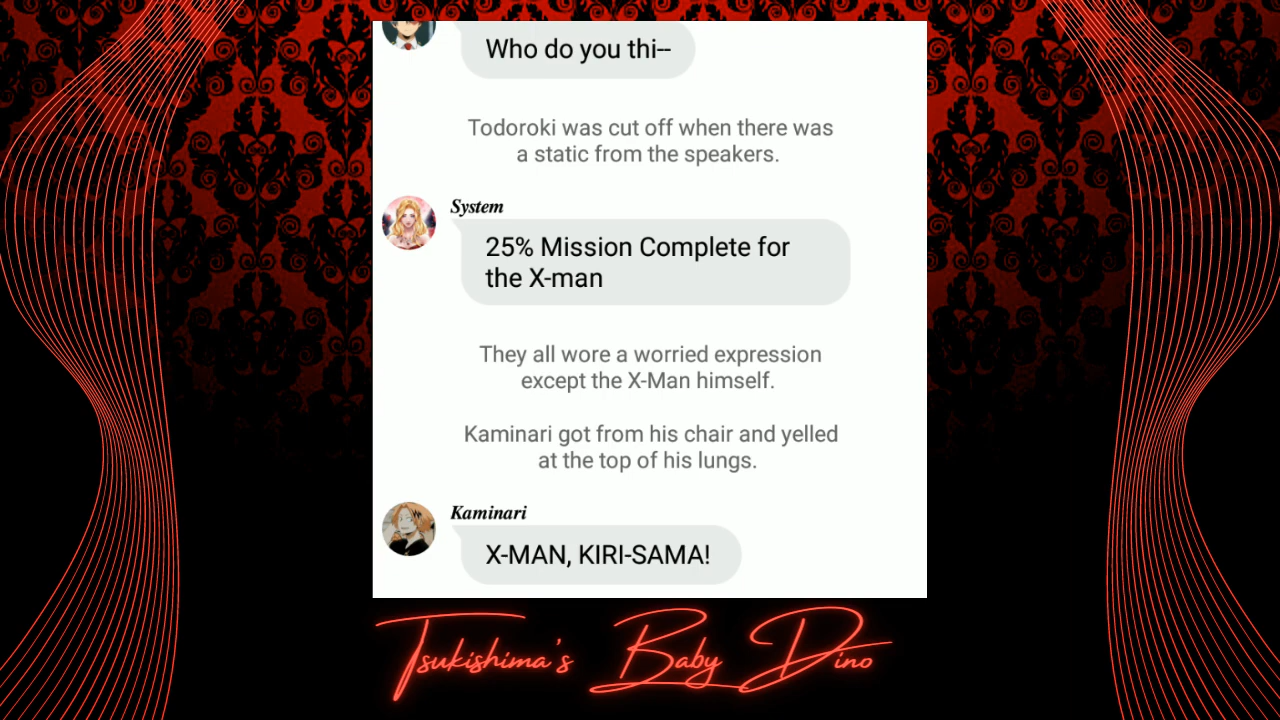 Who do you thi--
Todoroki was cut off when there was
a static from the speakers.
System
25% Mission Complete for
the X-man
They all wore a worried expression
except the X-Man himself.
Kaminari got from his chair and yelled
at the top of his lungs.
Kaminari
X-MAN, KIRI-SAMA!
Tsukishima's Baby Dino